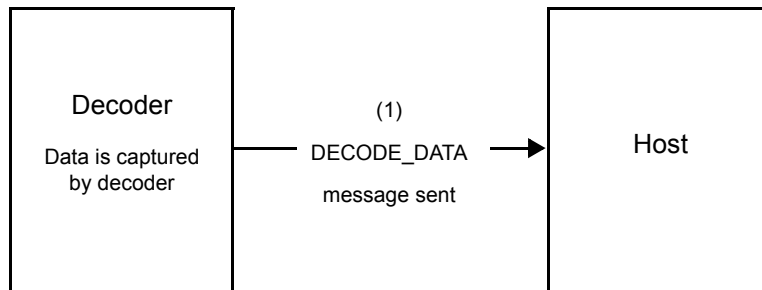 Decoder
Data is captured
by decoder
(1)
DECODE_DATA
message sent
Host